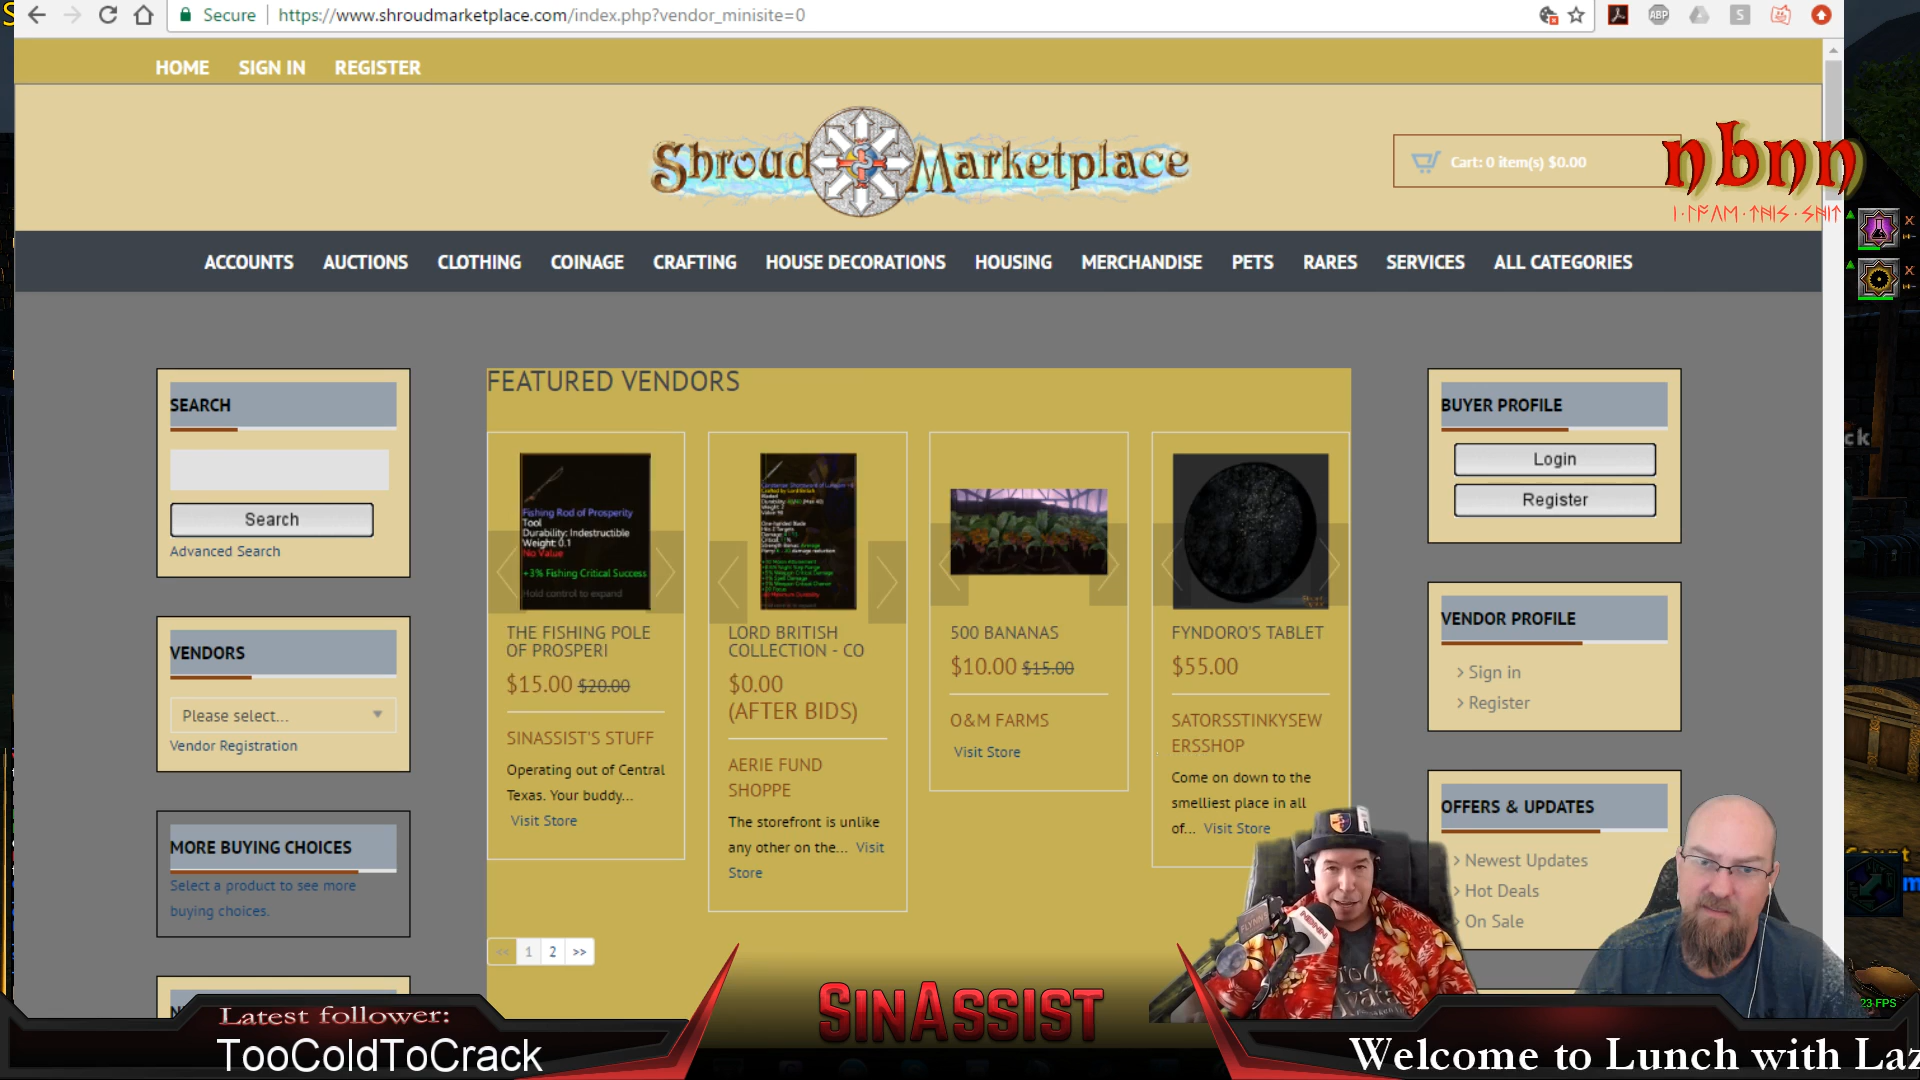 Secure
https://www.shroudmarketplace.com/index.php?vendor_minisite=0
ABP
S
HOME SIGN IN REGISTER
Shroud Marketplace
Cart: 0 item(s) $0.00
nbnn
ACCOUNTS AUCTIONS CLOTHING COINAGE CRAFTING HOUSE DECORATIONS HOUSING MERCHANDISE PETS RARES SERVICES ALL CATEGORIES
SEARCH
Search
Advanced Search
VENDORS
Please select...
Vendor Registration
MORE BUYING CHOICES
Select a product to see more
buying choices.
FEATURED VENDORS
Fishing Rod of Prosperity
Tool
Durability: Indestructible
Weight: 0.1
No Value
+3% Fishing Critical Success
Hold control to expand
THE FISHING POLE
OF PROSPERI
$15.00 $20.00
SINASSIST'S STUFF
Operating out of Central
Texas. Your buddy...
Visit Store
LORD BRITISH
COLLECTION - CO
$0.00
(AFTER BIDS)
AERIE FUND
SHOPPE
The storefront is unlike
any other on the... Visit
Store
500 BANANAS
$10.00 $15.00
O&M FARMS
Visit Store
FYNDORO'S TABLET
$55.00
SATORSSTINKYSEW
ERSSHOP
Come on down to the
smelliest place in all
of... Visit Store
<< 1 2 >>
BUYER PROFILE
Login
Register
VENDOR PROFILE
> Sign in
> Register
OFFERS & UPDATES
> Newest Updates
> Hot Deals
> On Sale
23 FPS
Latest follower:
TooColdToCrack
SINASSIST
Welcome to Lunch with Laz